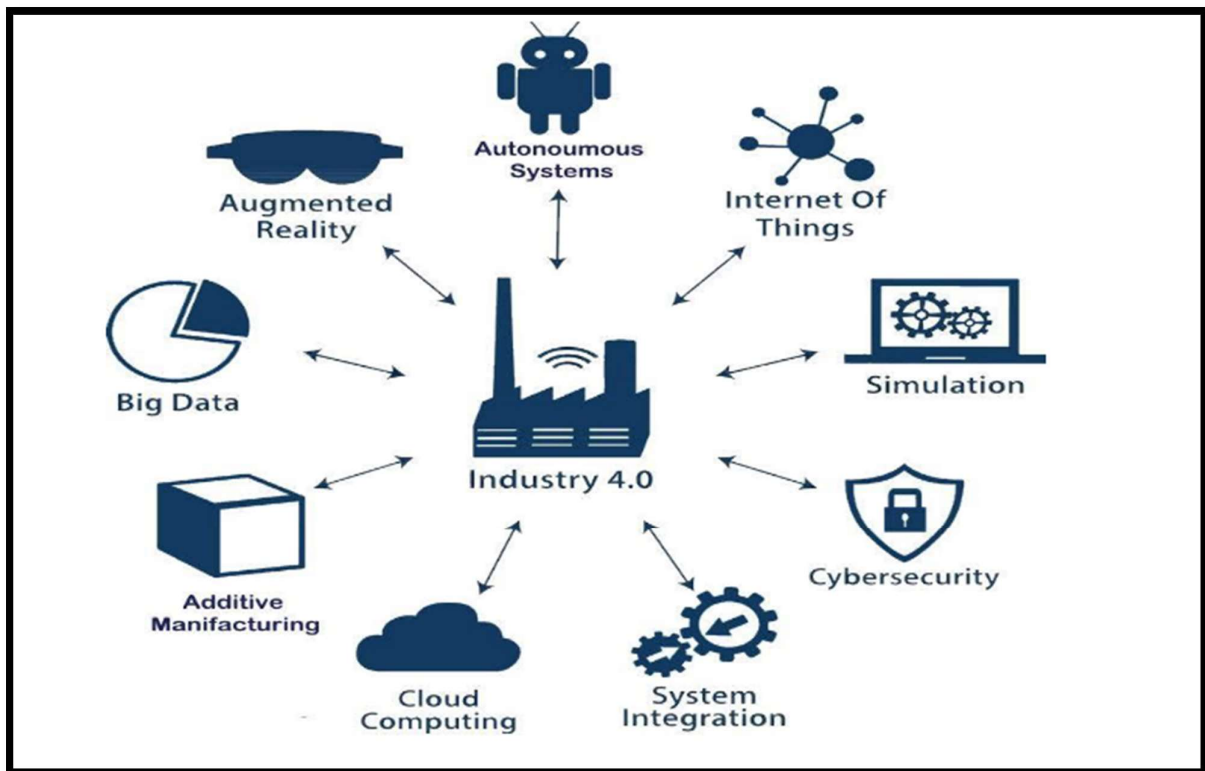 Autonoumous
Systems
Augmented
Reality
Internet Of
Things
Big Data
Simulation
Industry 4.0
Additive
Manifacturing
Cybersecurity
Cloud
Computing
System
Integration